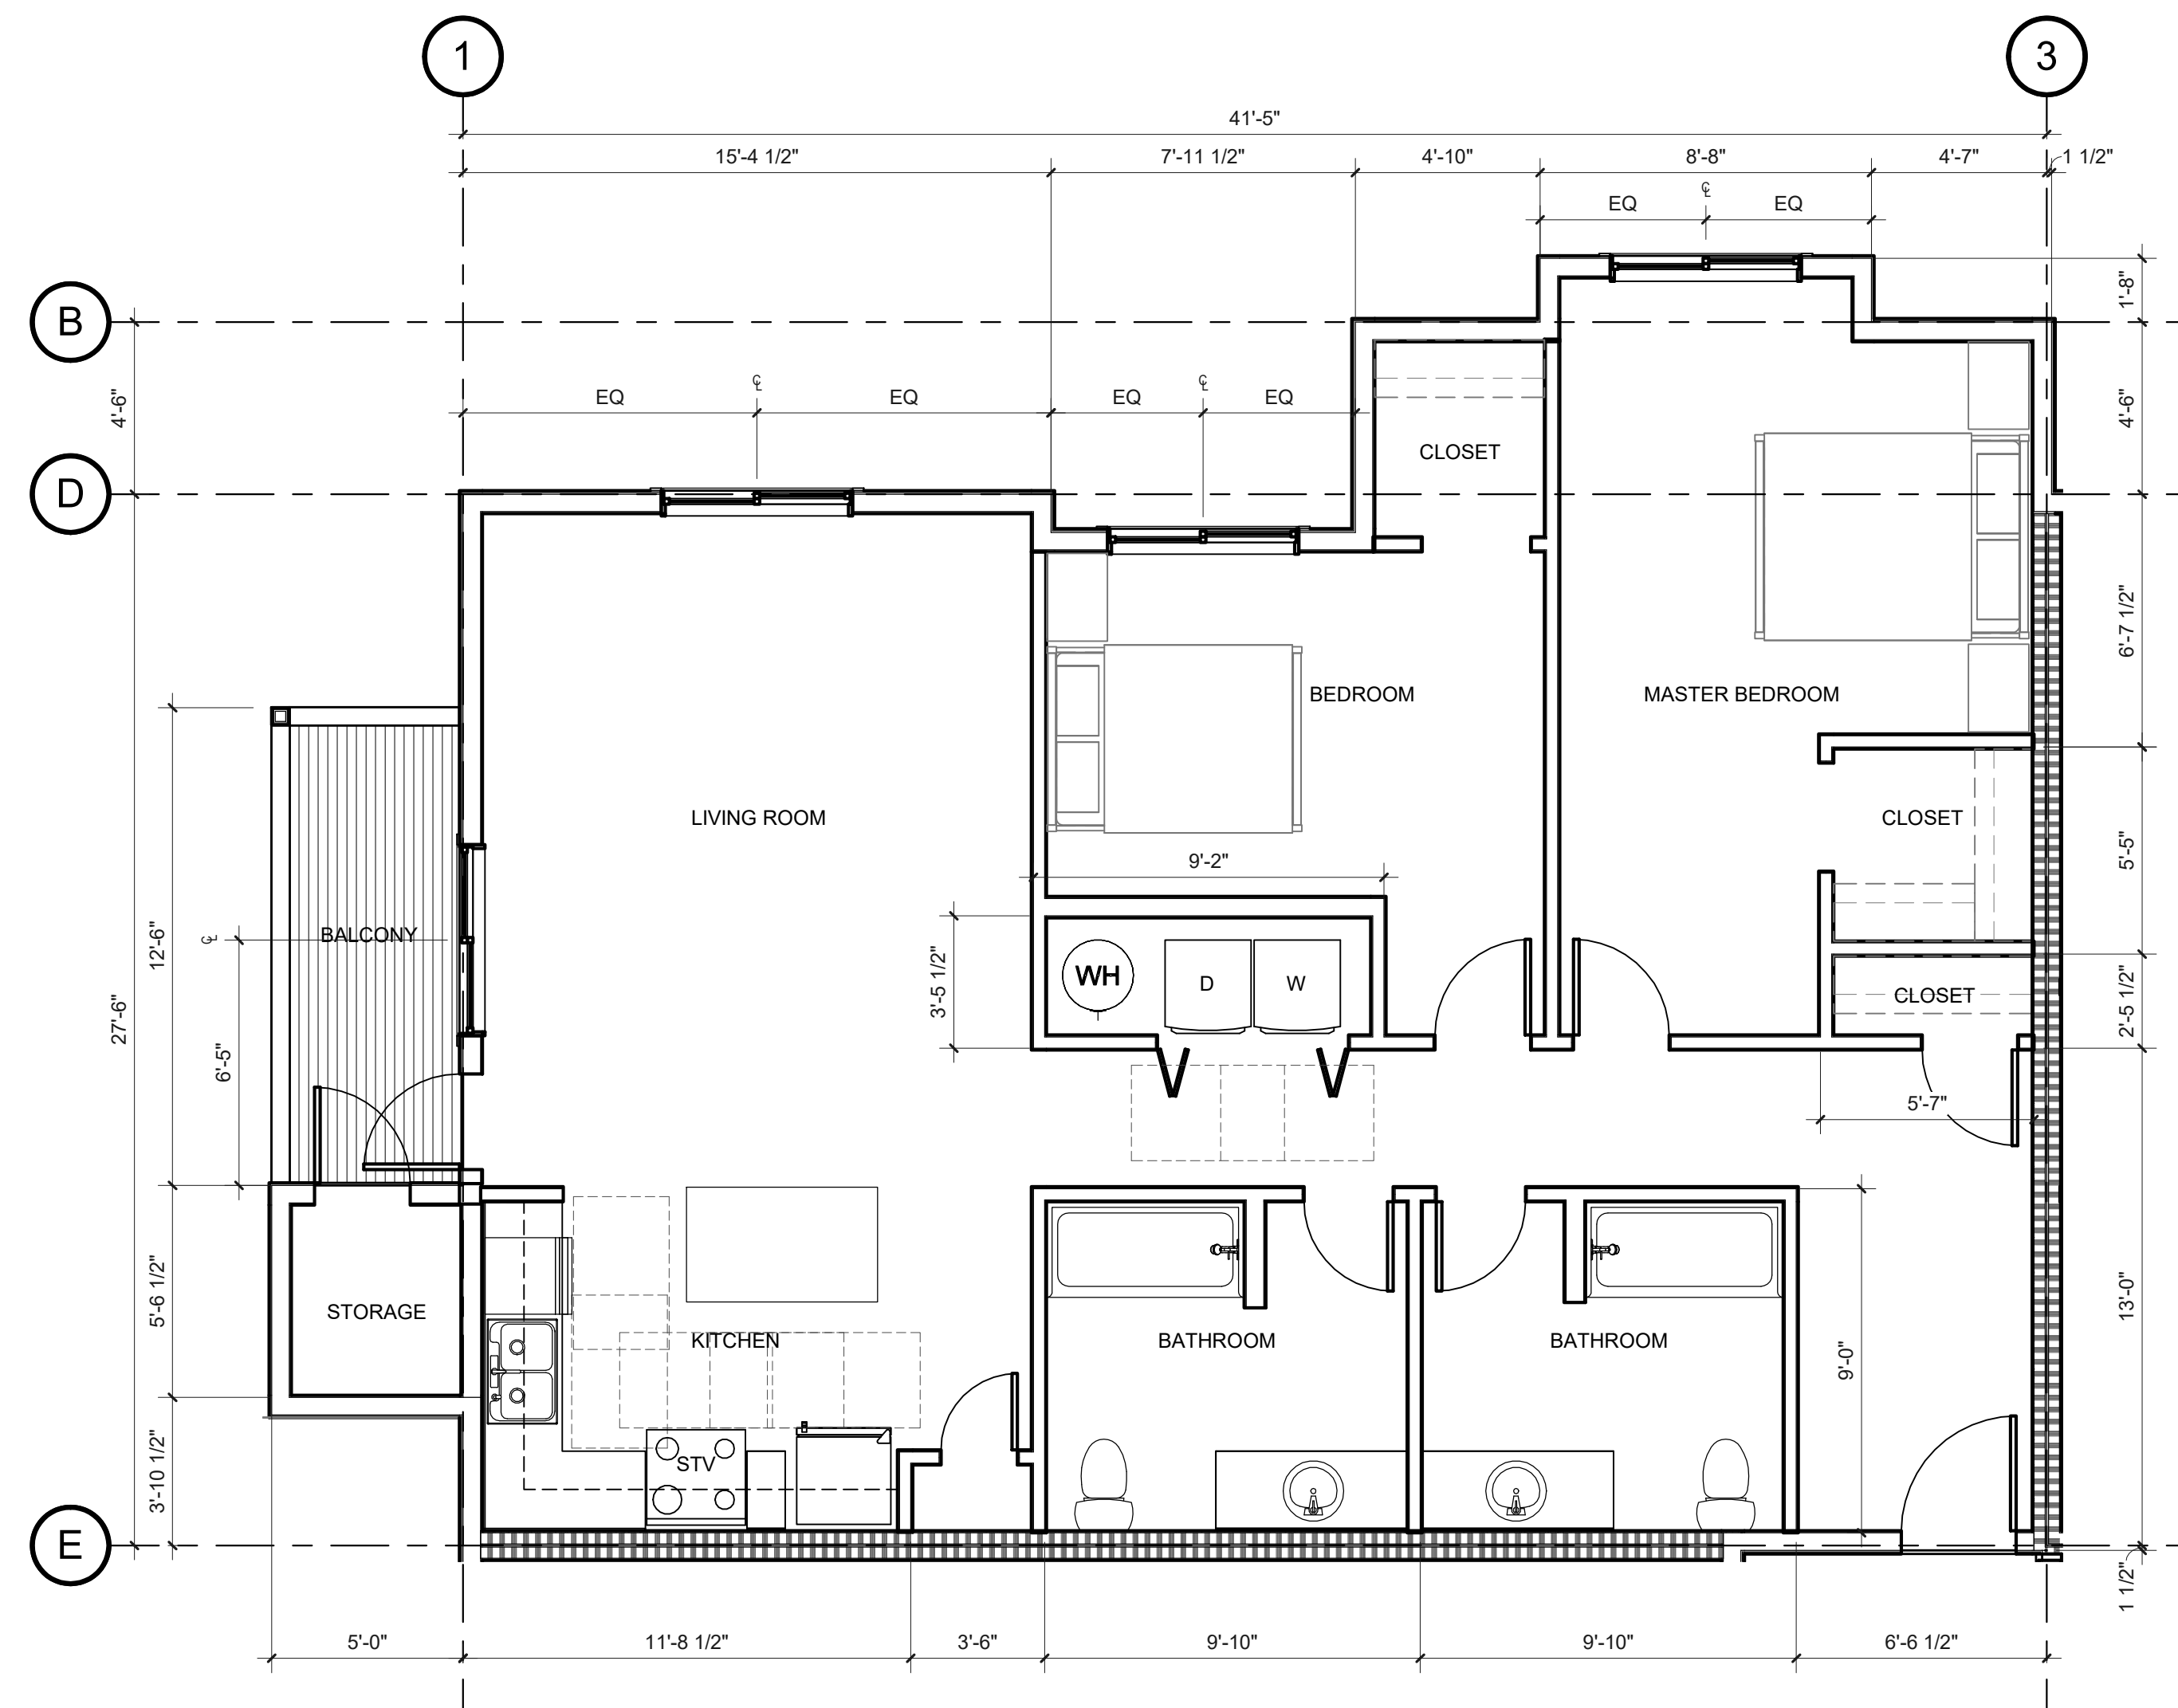 1
3
41'-5"
15'-4 1/2"
7'-11 1/2"
4'-10"
8'-8"
4'-7"
1 1/2"
℄
EQ
EQ
1'-8"
B
℄
℄
EQ
EQ
EQ
EQ
4'-6"
4'-6"
CLOSET
D
6'-7 1/2"
BEDROOM
MASTER BEDROOM
LIVING ROOM
CLOSET
9'-2"
5'-5"
BALCONY
℄
12'-6"
WH
D
W
3'-5 1/2"
CLOSET
2'-5 1/2"
27'-6"
6'-5"
5'-7"
5'-6 1/2"
STORAGE
13'-0"
KITCHEN
BATHROOM
BATHROOM
9'-0"
STV
3'-10 1/2"
E
1 1/2"
5'-0"
11'-8 1/2"
3'-6"
9'-10"
9'-10"
6'-6 1/2"